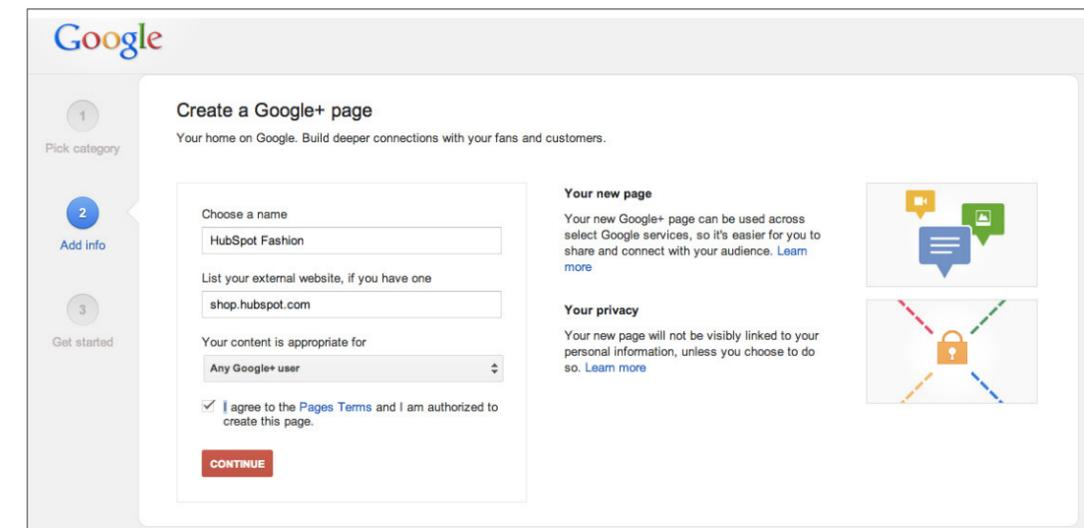 Google
1
Pick category
2
Add info
3
Get started
Create a Google+ page
Your home on Google. Build deeper connections with your fans and customers.
Choose a name
HubSpot Fashion
List your external website, if you have one
shop.hubspot.com
Your content is appropriate for
Any Google+ user
I agree to the Pages Terms and I am authorized to
create this page.
CONTINUE
Your new page
Your new Google+ page can be used across
select Google services, so it's easier for you to
share and connect with your audience. Learn
more
Your privacy
Your new page will not be visibly linked to your
personal information, unless you choose to do
so. Learn more